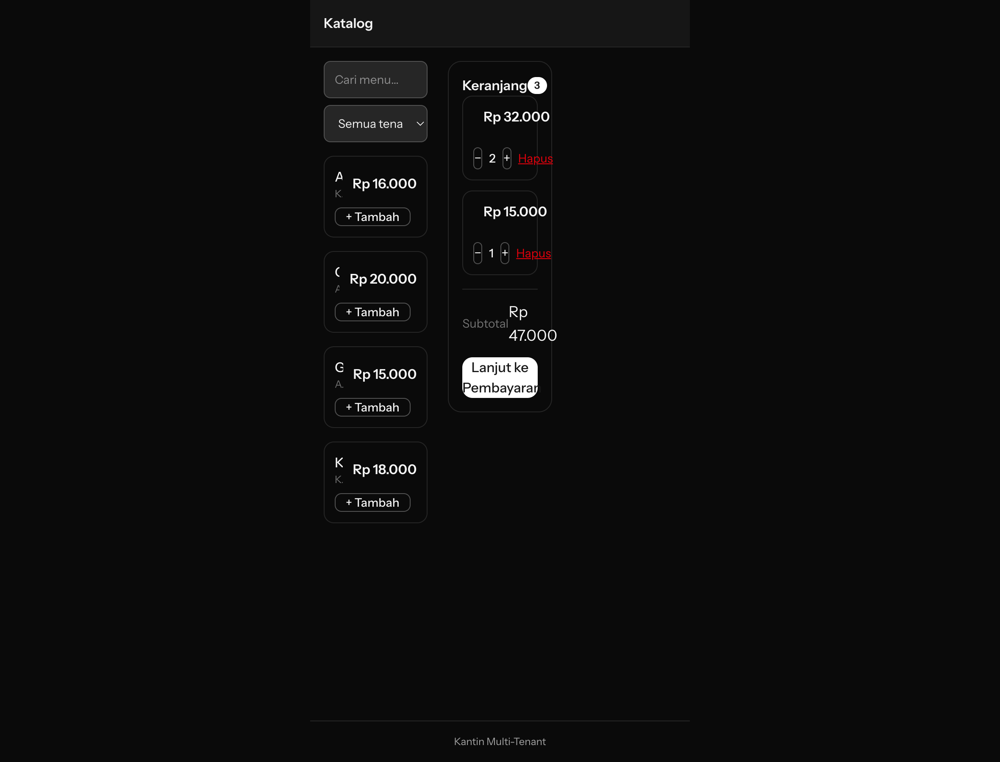 Katalog
Cari menu...
Semua tena
A
K.
Rp 16.000
+ Tambah
Rp 20.000
+ Tambah
G
A.
Rp 15.000
+ Tambah
K
K.
Rp 18.000
+ Tambah
Keranjang 3
Rp 32.000
− 2 + Hapus
Rp 15.000
− 1 + Hapus
Subtotal
Rp
47.000
Lanjut ke
Pembayaran
Kantin Multi-Tenant